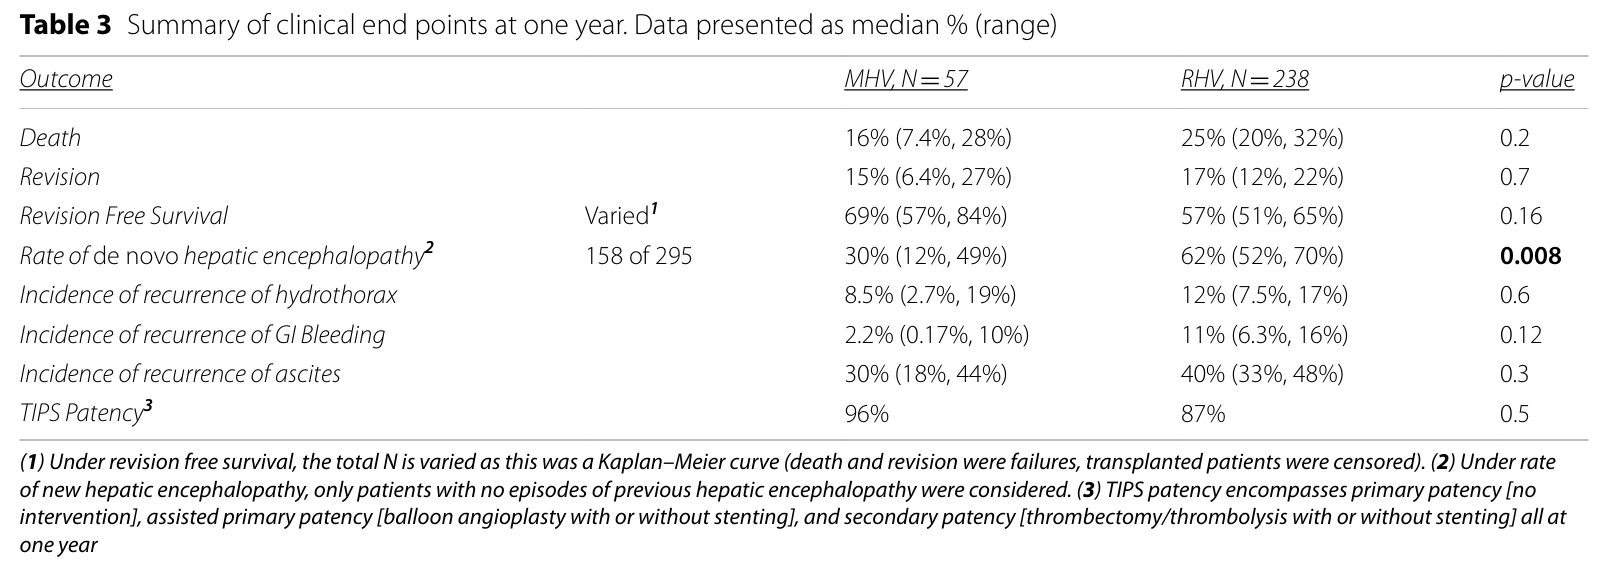 Table 3 Summary of clinical end points at one year. Data presented as median % (range)
Outcome MHV, N = 57 RHV, N = 238 p-value
Death 16% (7.4%, 28%) 25% (20%, 32%) 0.2
Revision 15% (6.4%, 27%) 17% (12%, 22%) 0.7
Revision Free Survival Varied1 69% (57%, 84%) 57% (51%, 65%) 0.16
Rate of de novo hepatic encephalopathy2 158 of 295 30% (12%, 49%) 62% (52%, 70%) 0.008
Incidence of recurrence of hydrothorax 8.5% (2.7%, 19%) 12% (7.5%, 17%) 0.6
Incidence of recurrence of GI Bleeding 2.2% (0.17%, 10%) 11% (6.3%, 16%) 0.12
Incidence of recurrence of ascites 30% (18%, 44%) 40% (33%, 48%) 0.3
TIPS Patency3 96% 87% 0.5
(1) Under revision free survival, the total N is varied as this was a Kaplan–Meier curve (death and revision were failures, transplanted patients were censored). (2) Under rate
of new hepatic encephalopathy, only patients with no episodes of previous hepatic encephalopathy were considered. (3) TIPS patency encompasses primary patency [no
intervention], assisted primary patency [balloon angioplasty with or without stenting], and secondary patency [thrombectomy/thrombolysis with or without stenting] all at
one year